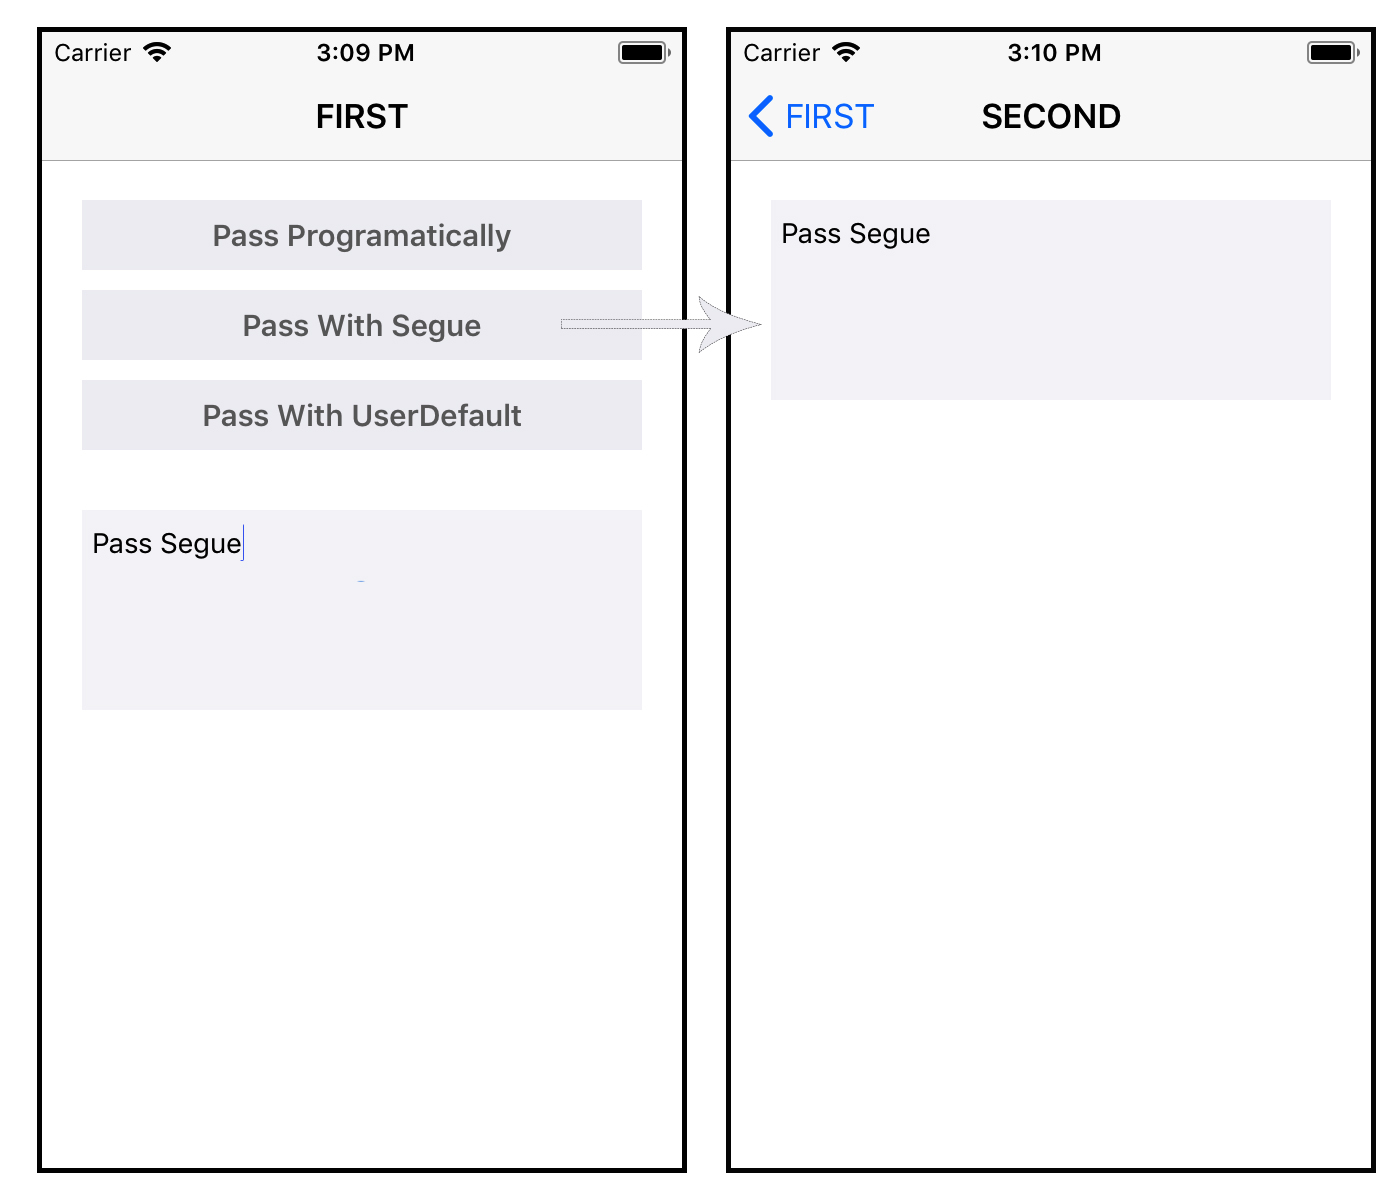 Carrier 3:09 PM
FIRST
Pass Programatically
Pass With Segue
Pass With UserDefault
Pass Segue
Carrier 3:10 PM
FIRST SECOND
Pass Segue